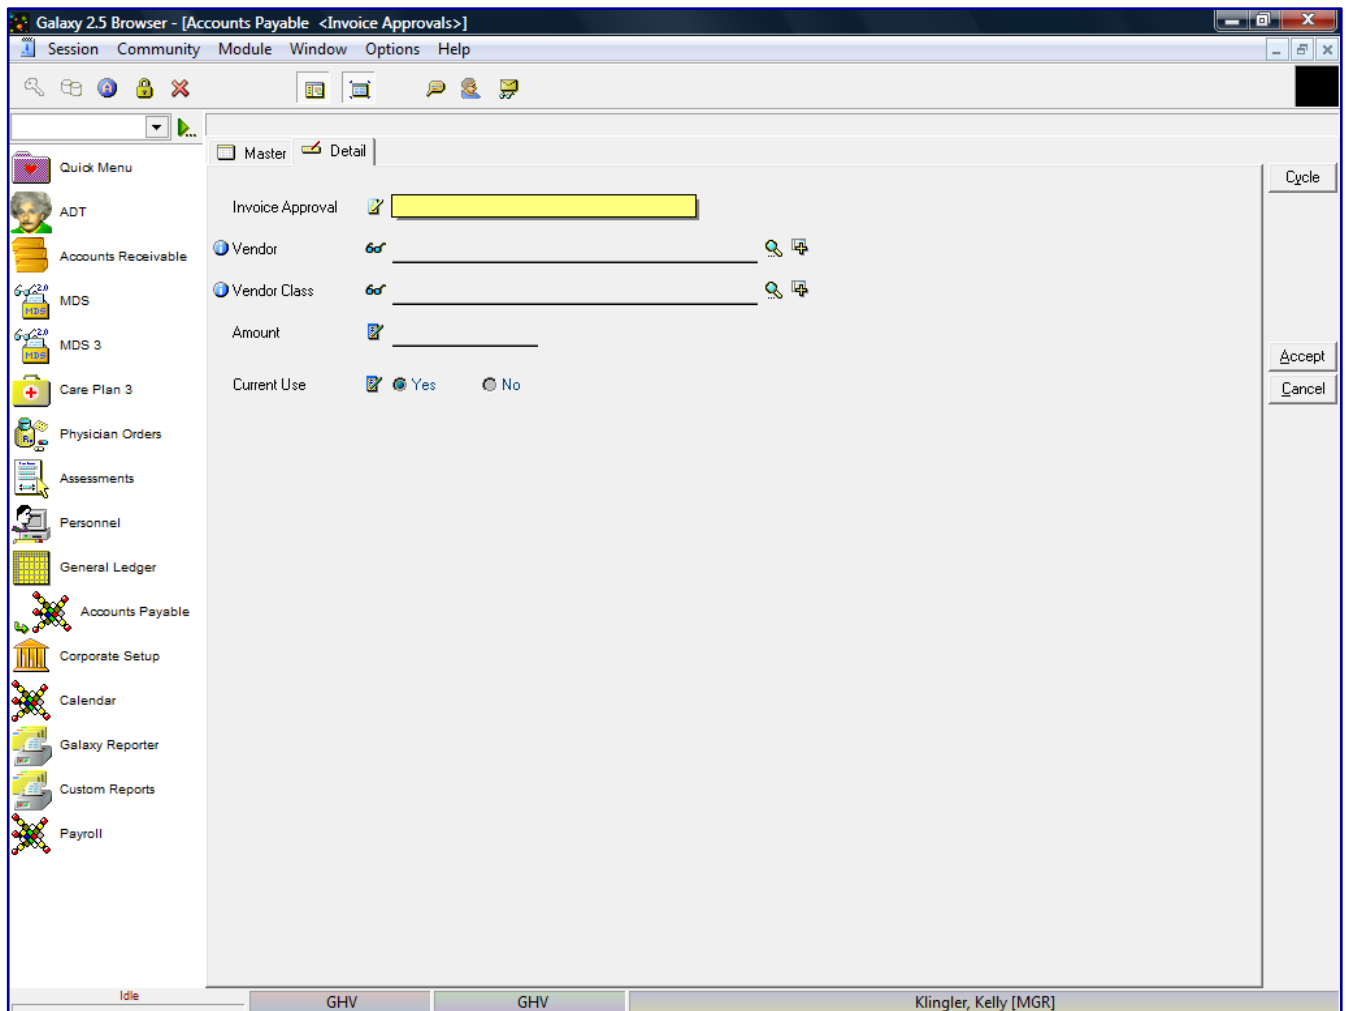 Galaxy 2.5 Browser - [Accounts Payable <Invoice Approvals>]
Session Community Module Window Options Help
Master Detail
Quick Menu
ADT
Accounts Receivable
MDS
MDS 3
Care Plan 3
Physician Orders
Assessments
Personnel
General Ledger
Accounts Payable
Corporate Setup
Calendar
Galaxy Reporter
Custom Reports
Payroll
Invoice Approval
Vendor
Vendor Class
Amount
Current Use Yes No
Cycle
Accept
Cancel
Idle GHV GHV Klingler, Kelly [MGR]